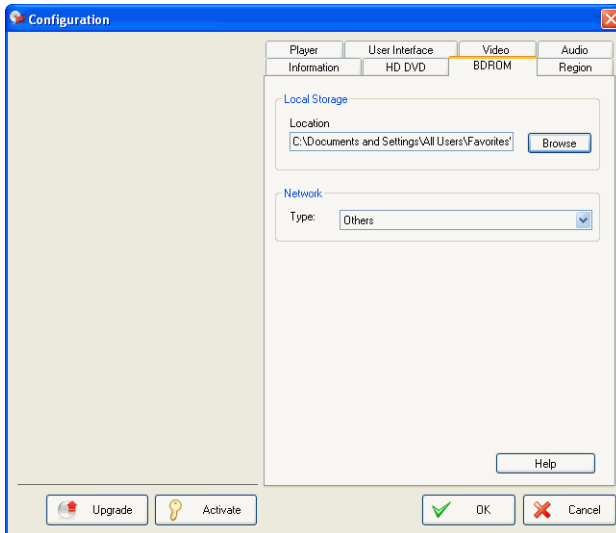 Configuration
Player User Interface Video Audio
Information HD DVD BDROM Region
Local Storage
Location
C:\Documents and Settings\All Users\Favorites'
Browse
Network
Type: Others
Help
Upgrade Activate OK Cancel